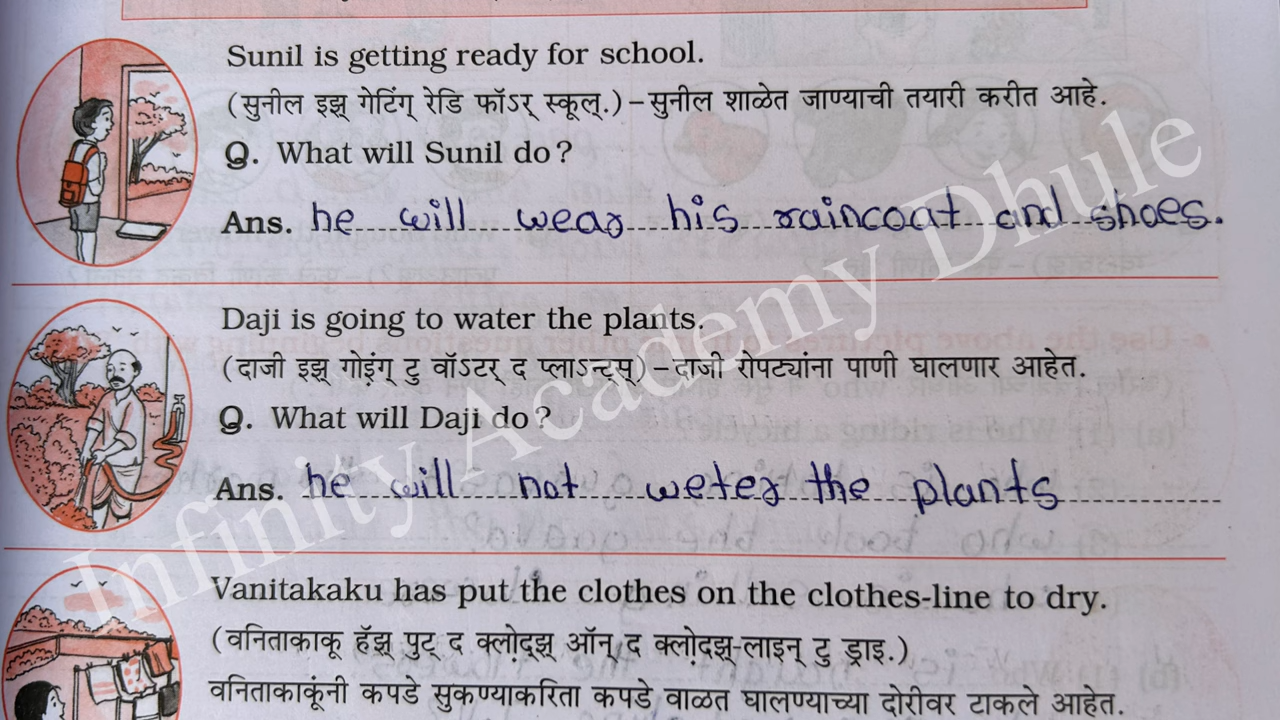 Sunil is getting ready for school.
(सुनील इझ् गेटिंग् रेडि फॉऽर् स्कूल्.) – सुनील शाळेत जाण्याची तयारी करीत आहे.
Q. What will Sunil do?
Ans. he will wear his raincoat and shoes.
Daji is going to water the plants.
(दाजी इझ् गोइंग् टु वॉऽटर् द प्लाऽन्ट्स्) – दाजी रोपट्यांना पाणी घालणार आहेत.
Q. What will Daji do?
Ans. he will not weter the plants
Vanitakaku has put the clothes on the clothes-line to dry.
(वनिताकाकू हॅझ् पुट् द क्लोद्झ् ऑन् द क्लोदझ्-लाइन् टु ड्राइ.)
वनिताकाकूंनी कपडे सुकण्याकरिता कपडे वाळत घालण्याच्या दोरीवर टाकले आहेत.
Infinity Academy Dhule